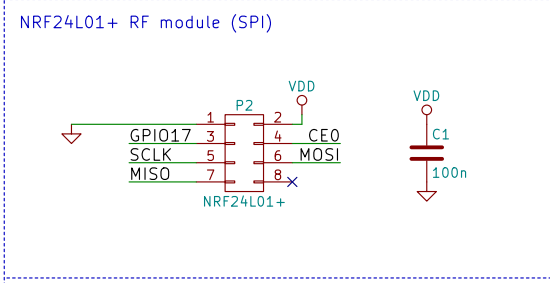 NRF24L01+ RF module (SPI)
VDD
P2
VDD
1 2
GPIO17 3 4 CE0
C1
SCLK 5 6 MOSI
MISO 7 8
100n
NRF24L01+